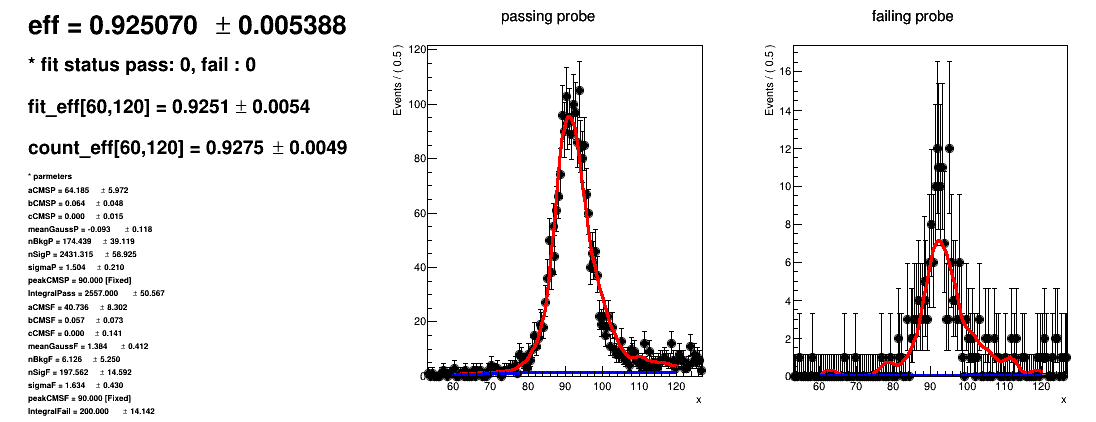 eff = 0.925070 ± 0.005388
* fit status pass: 0, fail : 0
fit_eff[60,120] = 0.9251 ± 0.0054
count_eff[60,120] = 0.9275 ± 0.0049
* parmeters
aCMSP = 64.185 ± 5.972
bCMSP = 0.064 ± 0.048
cCMSP = 0.000 ± 0.015
meanGaussP = -0.093 ± 0.118
nBkgP = 174.439 ± 39.119
nSigP = 2431.315 ± 56.925
sigmaP = 1.504 ± 0.210
peakCMSP = 90.000 [Fixed]
IntegralPass = 2557.000 ± 50.567
aCMSF = 40.736 ± 8.302
bCMSF = 0.057 ± 0.073
cCMSF = 0.000 ± 0.141
meanGaussF = 1.384 ± 0.412
nBkgF = 6.126 ± 5.250
nSigF = 197.562 ± 14.592
sigmaF = 1.634 ± 0.430
peakCMSF = 90.000 [Fixed]
IntegralFail = 200.000 ± 14.142
passing probe
Events / ( 0.5 )
120
100
80
60
40
20
0
60 70 80 90 100 110 120
x
failing probe
Events / ( 0.5 )
16
14
12
10
8
6
4
2
0
60 70 80 90 100 110 120
x